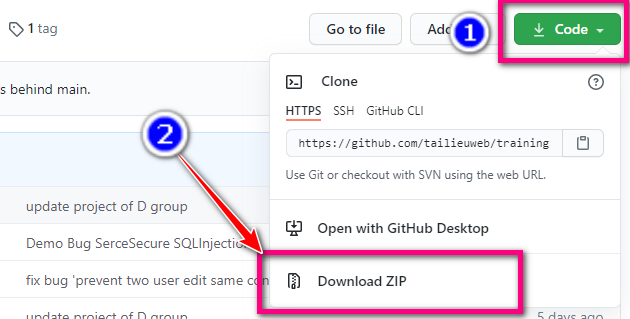 1 tag
Go to file
Add
1
Code
s behind main.
Clone
HTTPS SSH GitHub CLI
https://github.com/tailieuweb/training
Use Git or checkout with SVN using the web URL.
2
update project of D group
Open with GitHub Desktop
Demo Bug SerceSecure SQLInjectio
fix bug 'prevent two user edit same con
Download ZIP
update project of D group
5 days ago